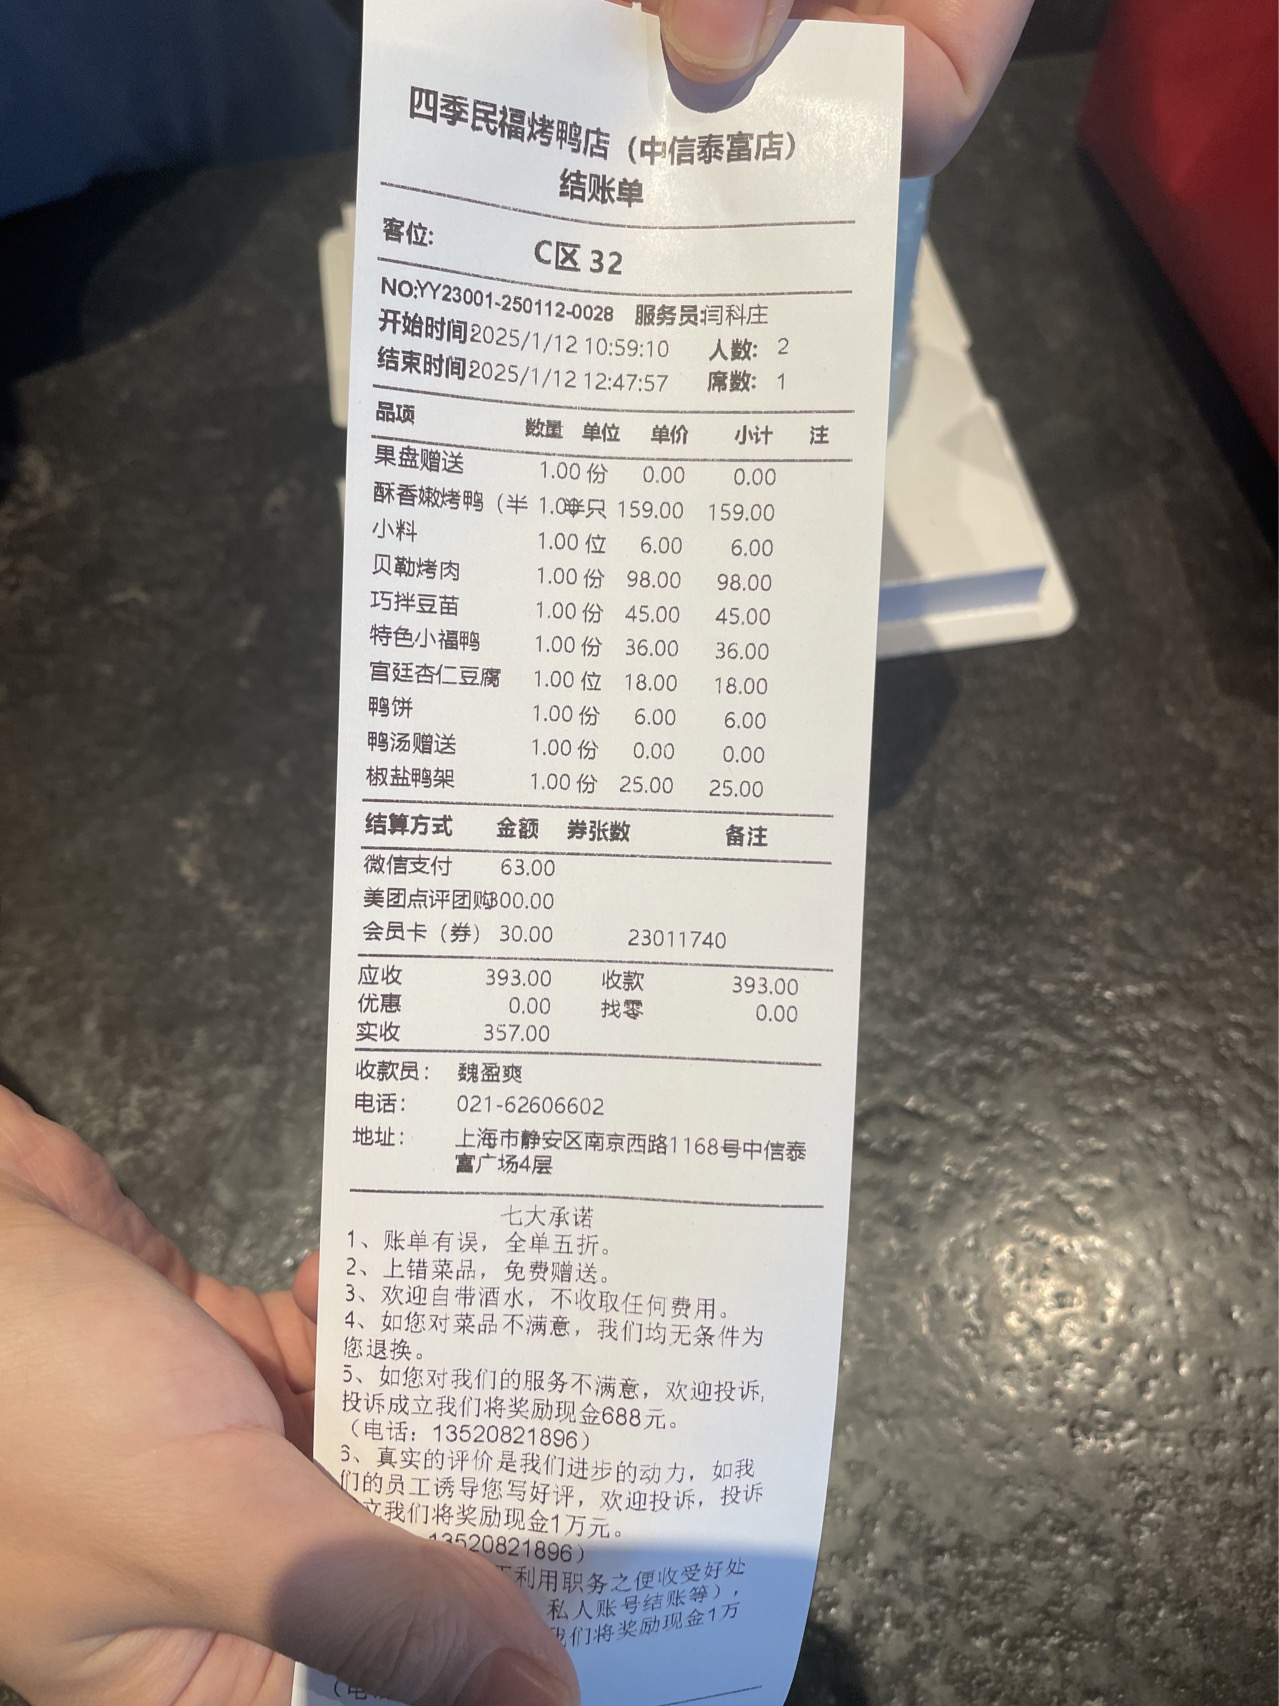 四季民福烤鸭店（中信泰富店）
结账单
客位: C区 32
NO:YY23001-250112-0028 服务员:闫科庄
开始时间2025/1/12 10:59:10 人数: 2
结束时间2025/1/12 12:47:57 席数: 1
品项 数量 单位 单价 小计 注
果盘赠送 1.00 份 0.00 0.00
酥香嫩烤鸭（半 1.00 半只 159.00 159.00
小料 1.00 位 6.00 6.00
贝勒烤肉 1.00 份 98.00 98.00
巧拌豆苗 1.00 份 45.00 45.00
特色小福鸭 1.00 份 36.00 36.00
宫廷杏仁豆腐 1.00 位 18.00 18.00
鸭饼 1.00 份 6.00 6.00
鸭汤赠送 1.00 份 0.00 0.00
椒盐鸭架 1.00 份 25.00 25.00
结算方式 金额 券张数 备注
微信支付 63.00
美团点评团购300.00
会员卡（券） 30.00 23011740
应收 393.00 收款 393.00
优惠 0.00 找零 0.00
实收 357.00
收款员: 魏盈爽
电话: 021-62606602
地址: 上海市静安区南京西路1168号中信泰
富广场4层
七大承诺
1、账单有误，全单五折。
2、上错菜品，免费赠送。
3、欢迎自带酒水，不收取任何费用。
4、如您对菜品不满意，我们均无条件为
您退换。
5、如您对我们的服务不满意，欢迎投诉，
投诉成立我们将奖励现金688元。
（电话：13520821896）
6、真实的评价是我们进步的动力，如我
们的员工诱导您写好评，欢迎投诉，投诉
立我们将奖励现金1万元。
13520821896）
利用职务之便收受好处
私人账号结账等），
我们将奖励现金1万
（电